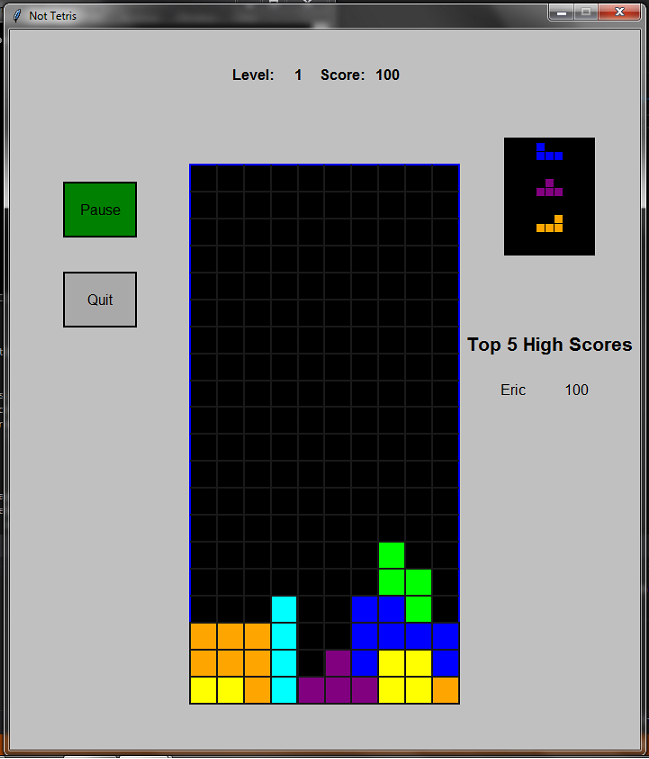 Not Tetris
Level: 1 Score: 100
Pause
Quit
Top 5 High Scores
Eric 100